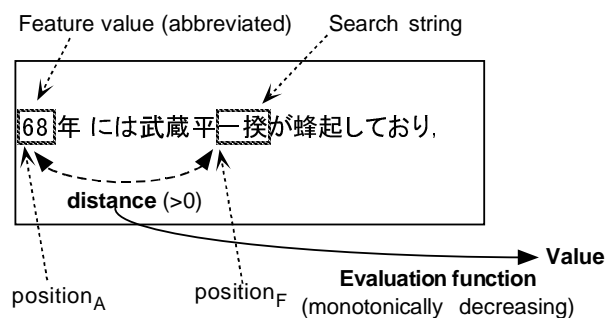 Feature value (abbreviated) Search string
68年 には武蔵平一揆が蜂起しており,
distance (>0)
Value
Evaluation function
position_A position_F (monotonically decreasing)